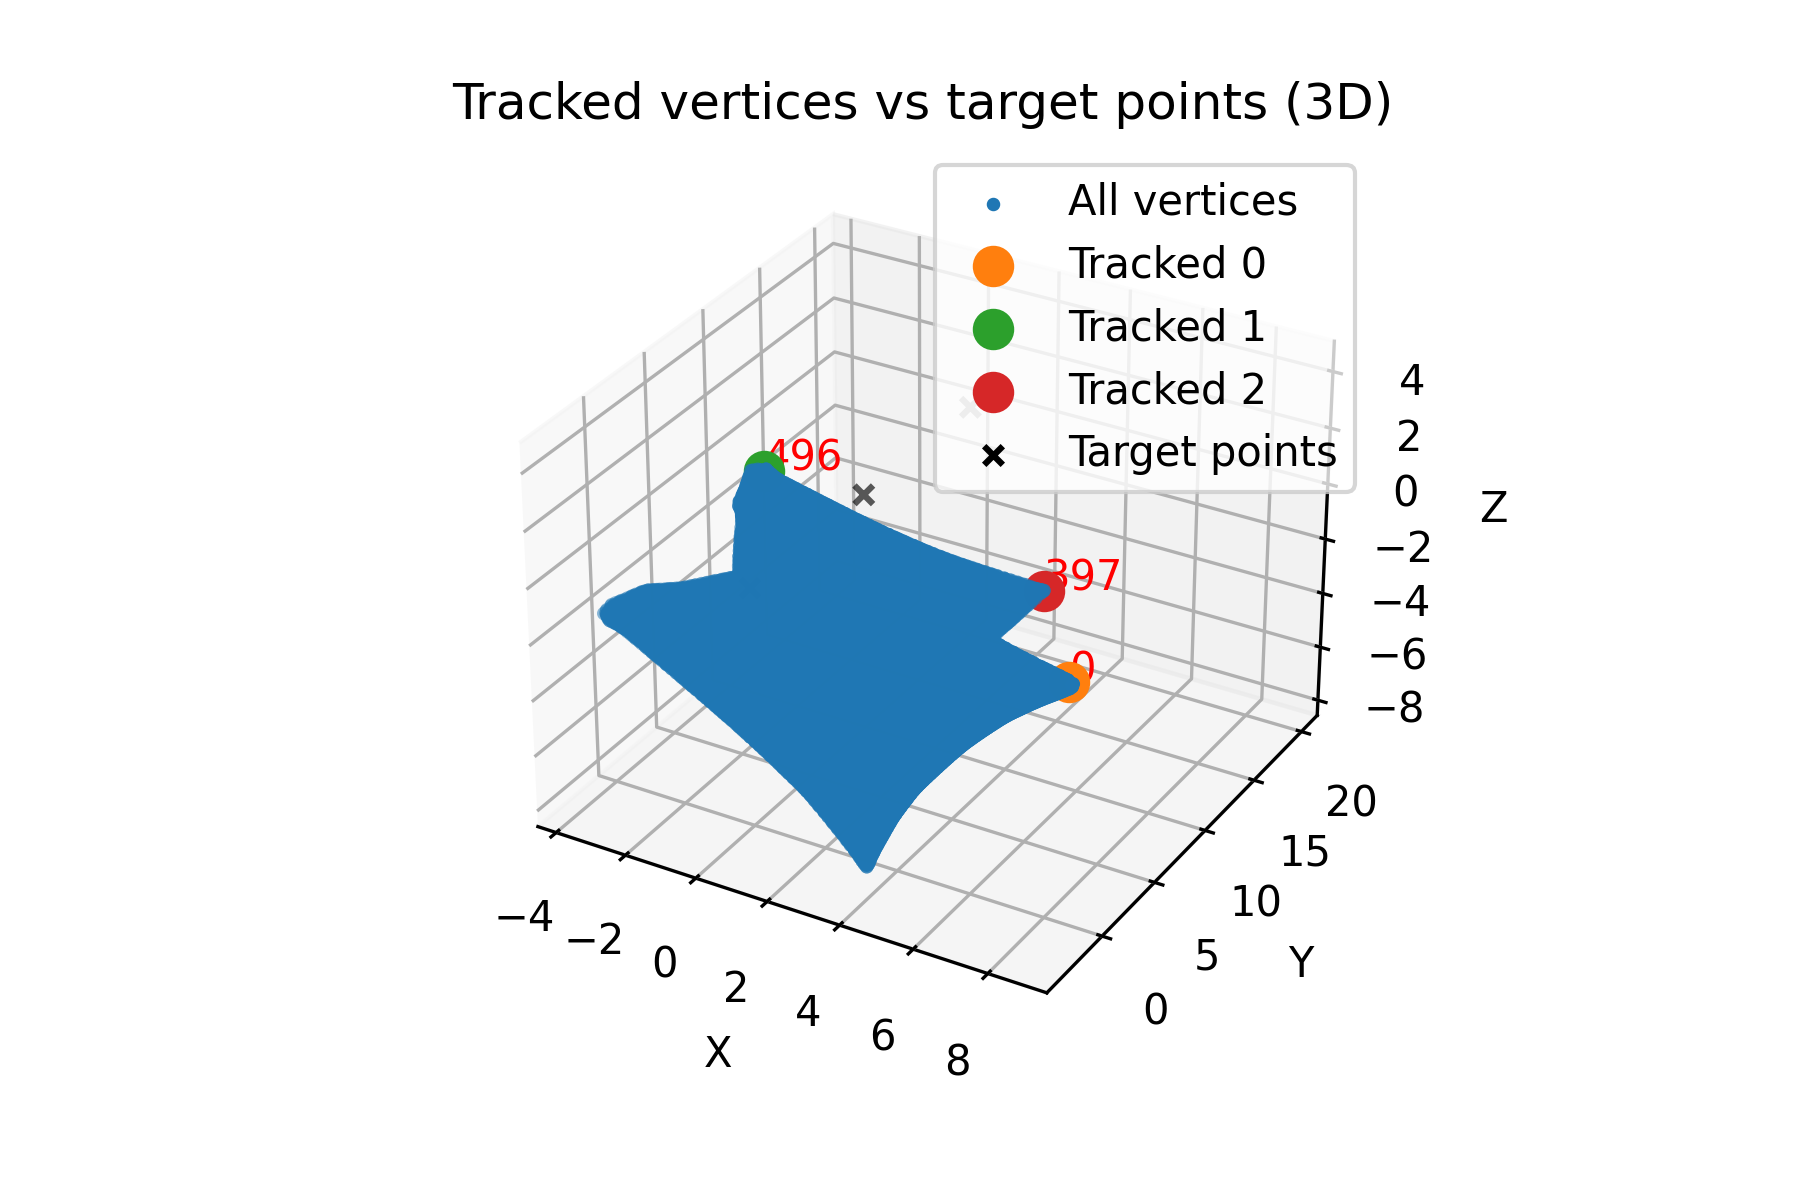 Tracked vertices vs target points (3D)
All vertices
Tracked 0
Tracked 1
Tracked 2
Target points
496
397
0
4
2
0
−2
−4
−6
−8
Z
20
15
10
5
0
Y
−4
−2
0
2
4
6
8
X